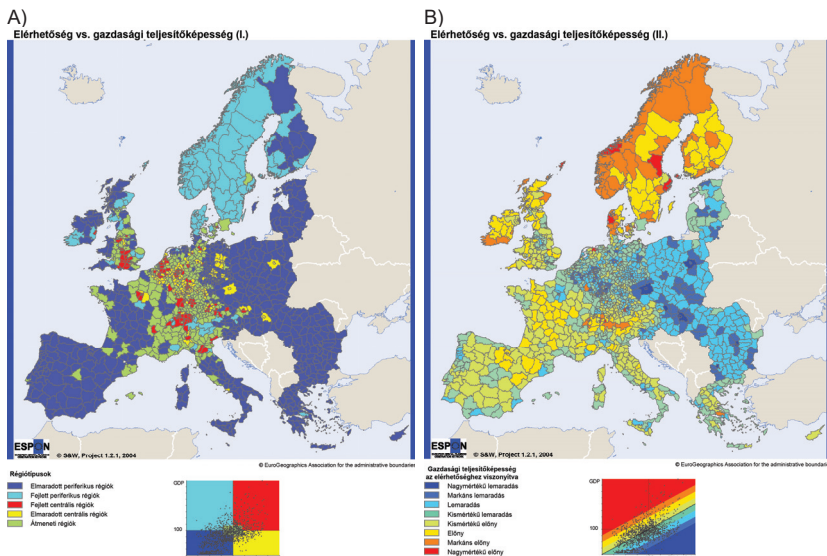 A)
Elérhetőség vs. gazdasági teljesítőképesség (I.)
ESPON
© S&W, Project 1.2.1, 2004
© EuroGeographics Association for the administrative boundaries
Régiótípusok
Elmaradott periferikus régiók
Fejlett periferikus régiók
Fejlett centrális régiók
Elmaradott centrális régiók
Átmeneti régiók
GDP
100
100
B)
Elérhetőség vs. gazdasági teljesítőképesség (II.)
ESPON
© S&W, Project 1.2.1, 2004
© EuroGeographics Association for the administrative boundaries
Gazdasági teljesítőképesség
az elérhetőséghez viszonyítva
Nagymértékű lemaradás
Markáns lemaradás
Lemaradás
Kismértékű lemaradás
Kismértékű előny
Előny
Markáns előny
Nagymértékű előny
GDP
100
100